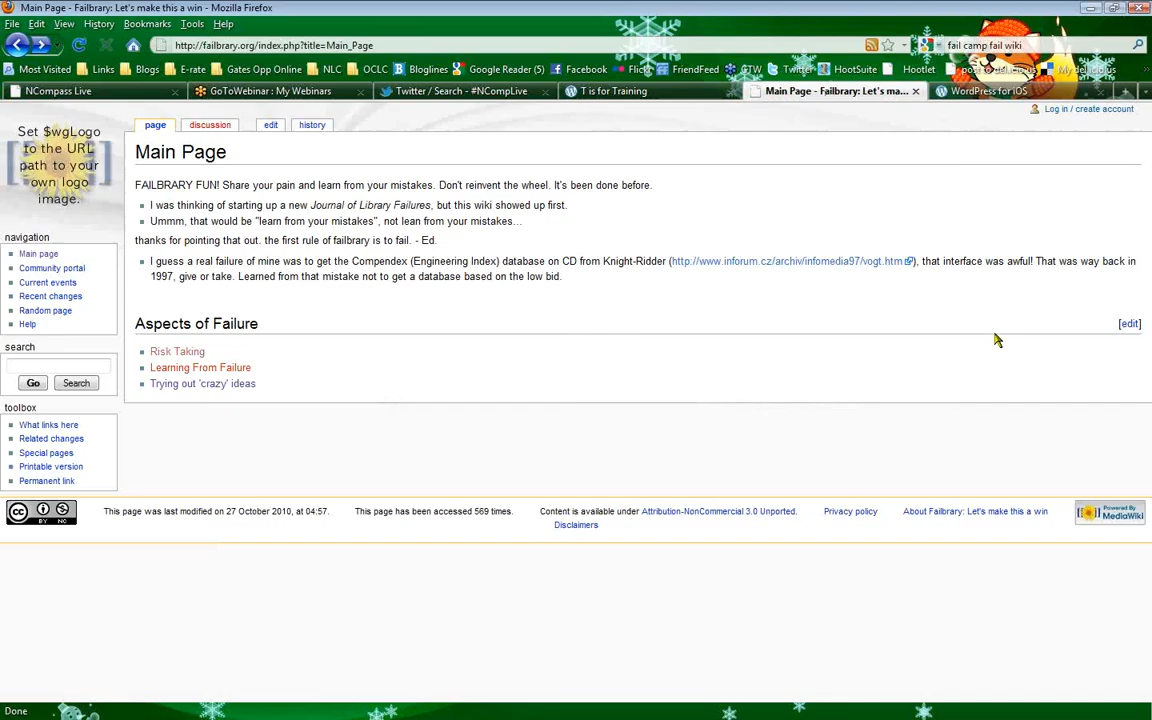 Main Page - Failbrary: Let's make this a win - Mozilla Firefox
File Edit View History Bookmarks Tools Help
http://failbrary.org/index.php?title=Main_Page
fail camp fail wiki
Most Visited Links Blogs E-rate Gates Opp Online NLC OCLC Bloglines Google Reader (5) Facebook Flickr FriendFeed GTW Twitter HootSuite Hootlet post to delicious My delicious
NCompass Live GoToWebinar : My Webinars Twitter / Search - #NCompLive T is for Training Main Page - Failbrary: Let's ma... WordPress for iOS
Log in / create account
Set $wgLogo
to the URL
path to your
own logo
image.
page discussion edit history
Main Page
FAILBRARY FUN! Share your pain and learn from your mistakes. Don't reinvent the wheel. It's been done before.
I was thinking of starting up a new Journal of Library Failures, but this wiki showed up first.
Ummm, that would be "learn from your mistakes", not lean from your mistakes...
thanks for pointing that out. the first rule of failbrary is to fail. - Ed.
I guess a real failure of mine was to get the Compendex (Engineering Index) database on CD from Knight-Ridder (http://www.inforum.cz/archiv/infomedia97/vogt.htm), that interface was awful! That was way back in
1997, give or take. Learned from that mistake not to get a database based on the low bid.
Aspects of Failure
[edit]
Risk Taking
Learning From Failure
Trying out 'crazy' ideas
navigation
Main page
Community portal
Current events
Recent changes
Random page
Help
search
Go Search
toolbox
What links here
Related changes
Special pages
Printable version
Permanent link
cc BY NC
This page was last modified on 27 October 2010, at 04:57. This page has been accessed 569 times. Content is available under Attribution-NonCommercial 3.0 Unported. Privacy policy About Failbrary: Let's make this a win
Disclaimers
Powered By
MediaWiki
Done